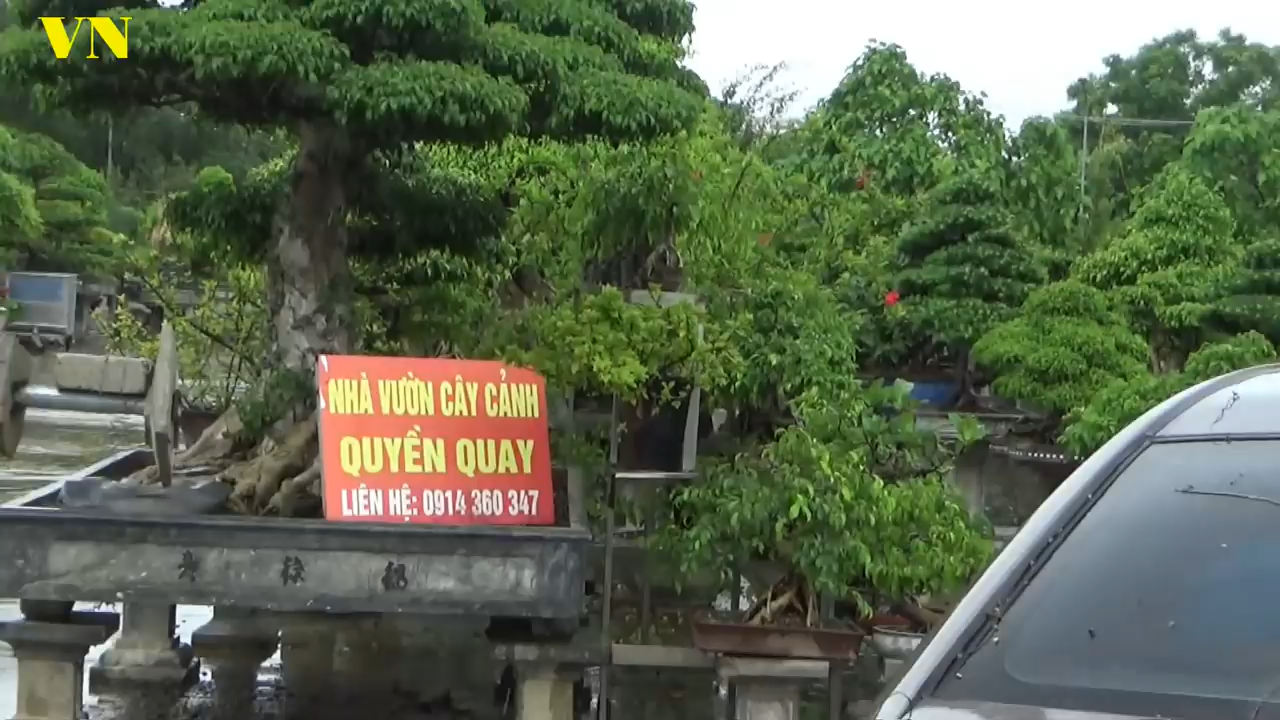 VN
NHÀ VƯỜN CÂY CẢNH
QUYỀN QUAY
LIÊN HỆ: 0914 360 347